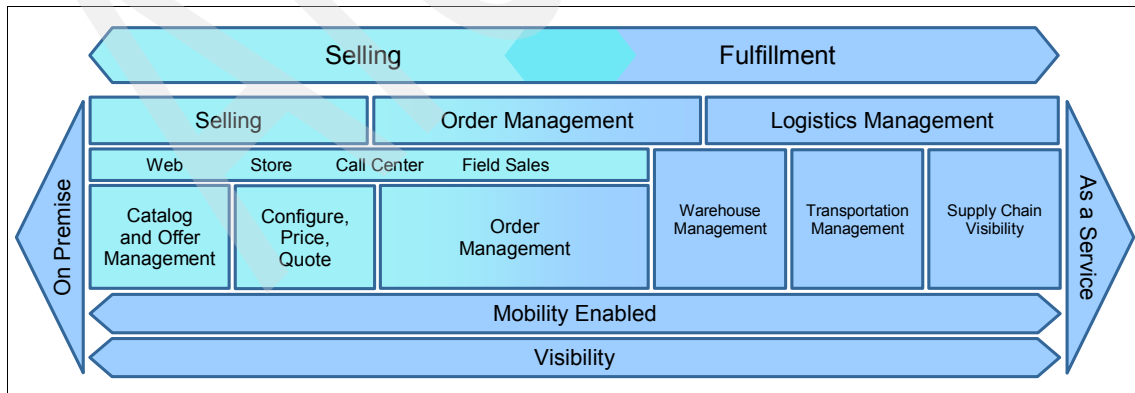 Selling
Fulfillment
Selling
Order Management
Logistics Management
Web
Store
Call Center
Field Sales
On Premise
Catalog
and Offer
Management
Configure,
Price,
Quote
Order
Management
Warehouse
Management
Transportation
Management
Supply Chain
Visibility
As a Service
Mobility Enabled
Visibility